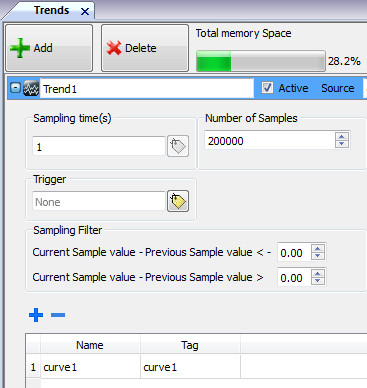 Trends
Add
Delete
Total memory Space
28.2%
Trend1
Active
Source
Sampling time(s)
1
Number of Samples
200000
Trigger
None
Sampling Filter
Current Sample value - Previous Sample value < - 0.00
Current Sample value - Previous Sample value > 0.00
Name Tag
1 curve1 curve1